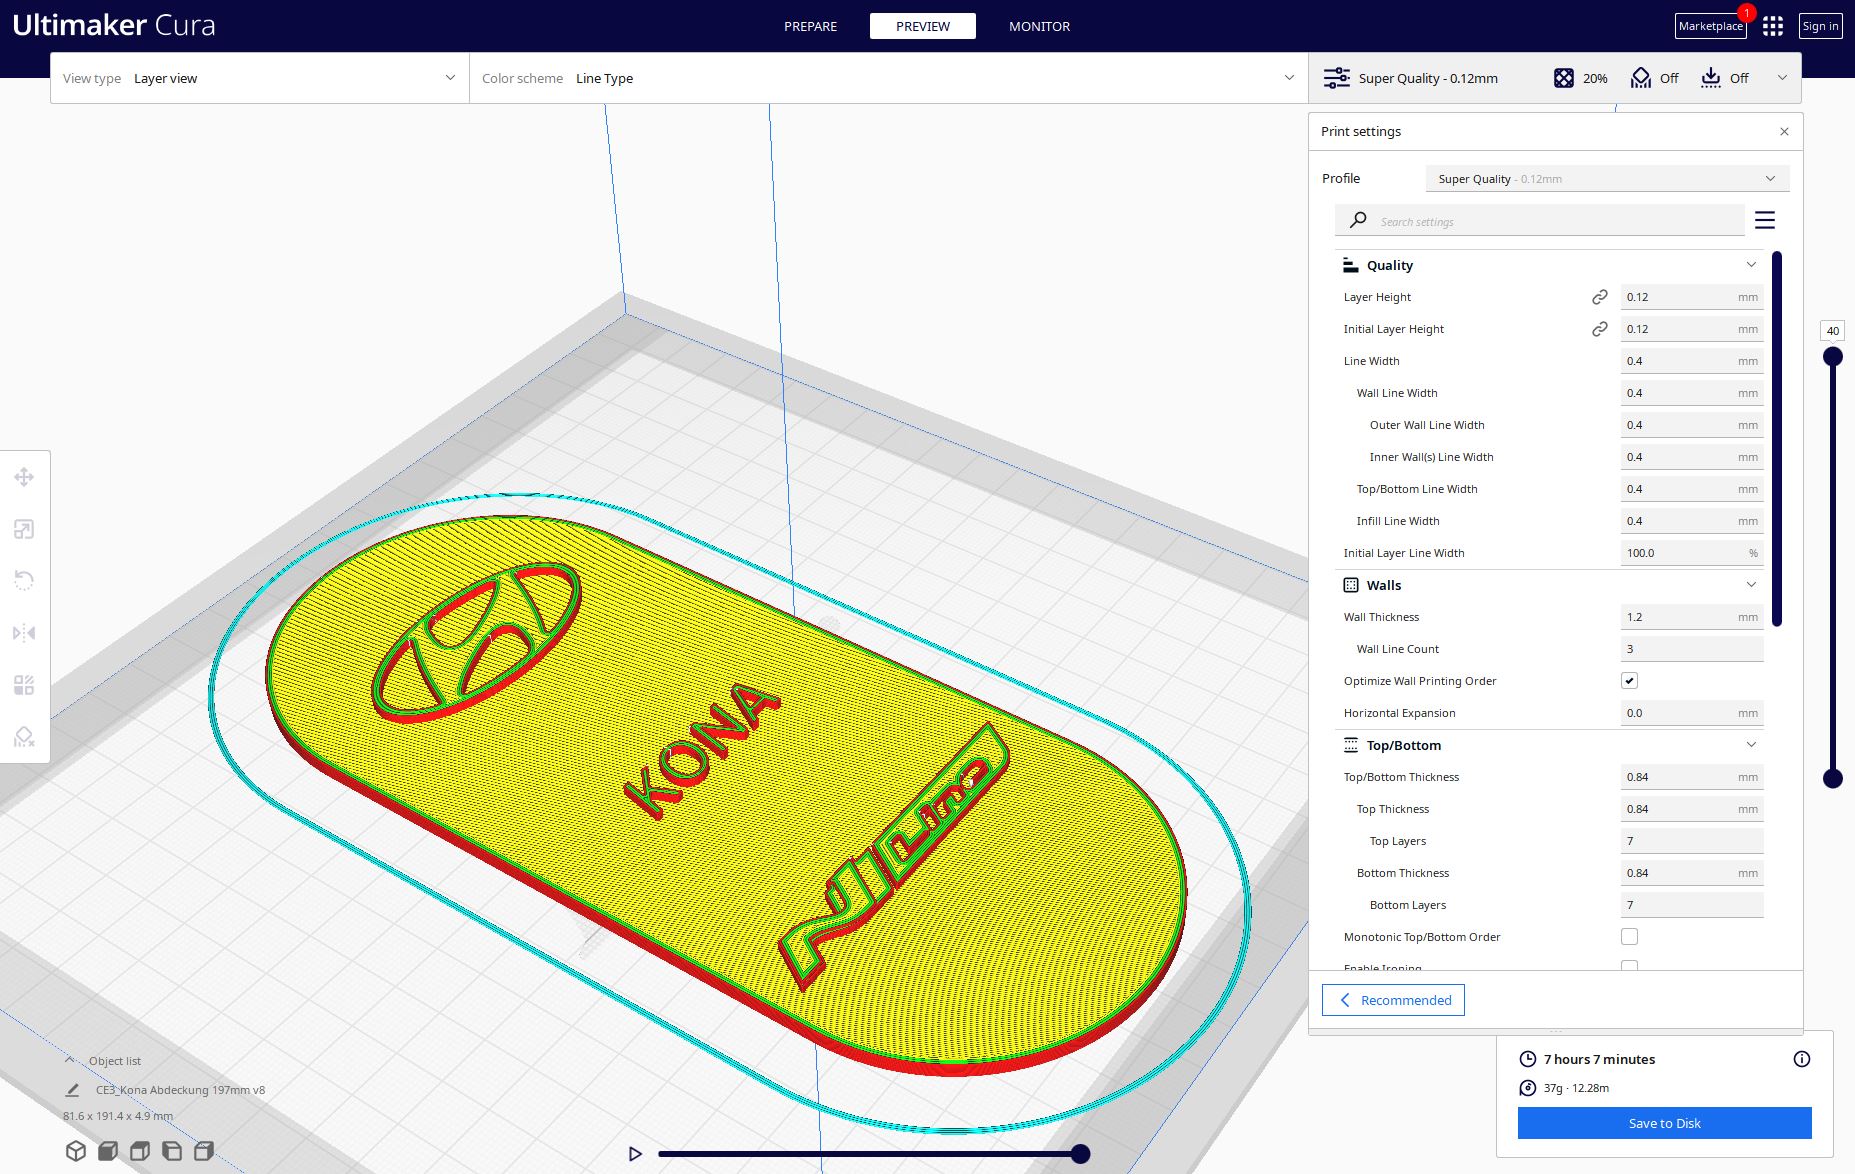 Ultimaker Cura
PREPARE
PREVIEW
MONITOR
Marketplace
1
Sign in
View type Layer view
Color scheme Line Type
Super Quality - 0.12mm
20%
Off
Off
Print settings
Profile
Super Quality - 0.12mm
Search settings
Quality
Layer Height 0.12 mm
Initial Layer Height 0.12 mm
Line Width 0.4 mm
Wall Line Width 0.4 mm
Outer Wall Line Width 0.4 mm
Inner Wall(s) Line Width 0.4 mm
Top/Bottom Line Width 0.4 mm
Infill Line Width 0.4 mm
Initial Layer Line Width 100.0 %
Walls
Wall Thickness 1.2 mm
Wall Line Count 3
Optimize Wall Printing Order
Horizontal Expansion 0.0 mm
Top/Bottom
Top/Bottom Thickness 0.84 mm
Top Thickness 0.84 mm
Top Layers 7
Bottom Thickness 0.84 mm
Bottom Layers 7
Monotonic Top/Bottom Order
Enable Ironing
Recommended
40
KONA
N Line
Object list
CE3_Kona Abdeckung 197mm v8
81.6 x 191.4 x 4.9 mm
7 hours 7 minutes
37g · 12.28m
Save to Disk